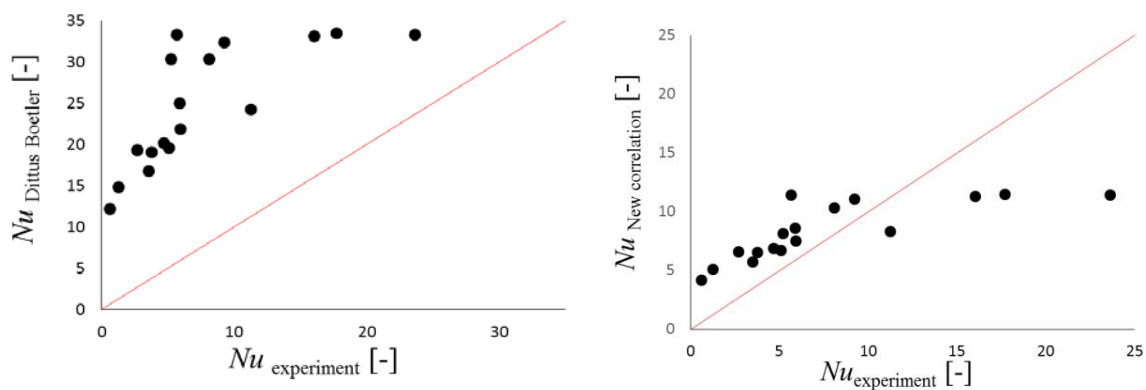 35
30
25
20
15
10
5
0
Nu Dittus Boetler [-]
0 10 20 30
Nu experiment [-]
25
20
15
10
5
0
Nu New correlation [-]
0 5 10 15 20 25
Nu experiment [-]